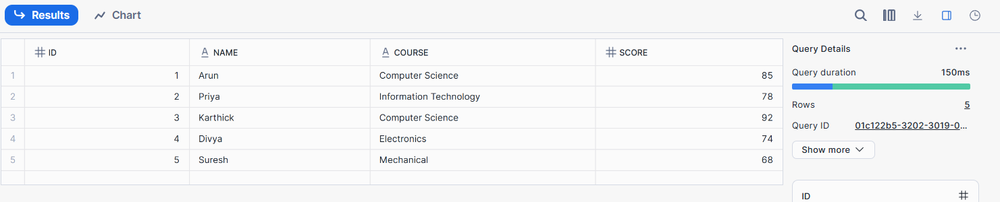 Results Chart
ID NAME COURSE SCORE
1 1 Arun Computer Science 85
2 2 Priya Information Technology 78
3 3 Karthick Computer Science 92
4 4 Divya Electronics 74
5 5 Suresh Mechanical 68
Query Details ...
Query duration 150ms
Rows 5
Query ID 01c122b5-3202-3019-0...
Show more
ID